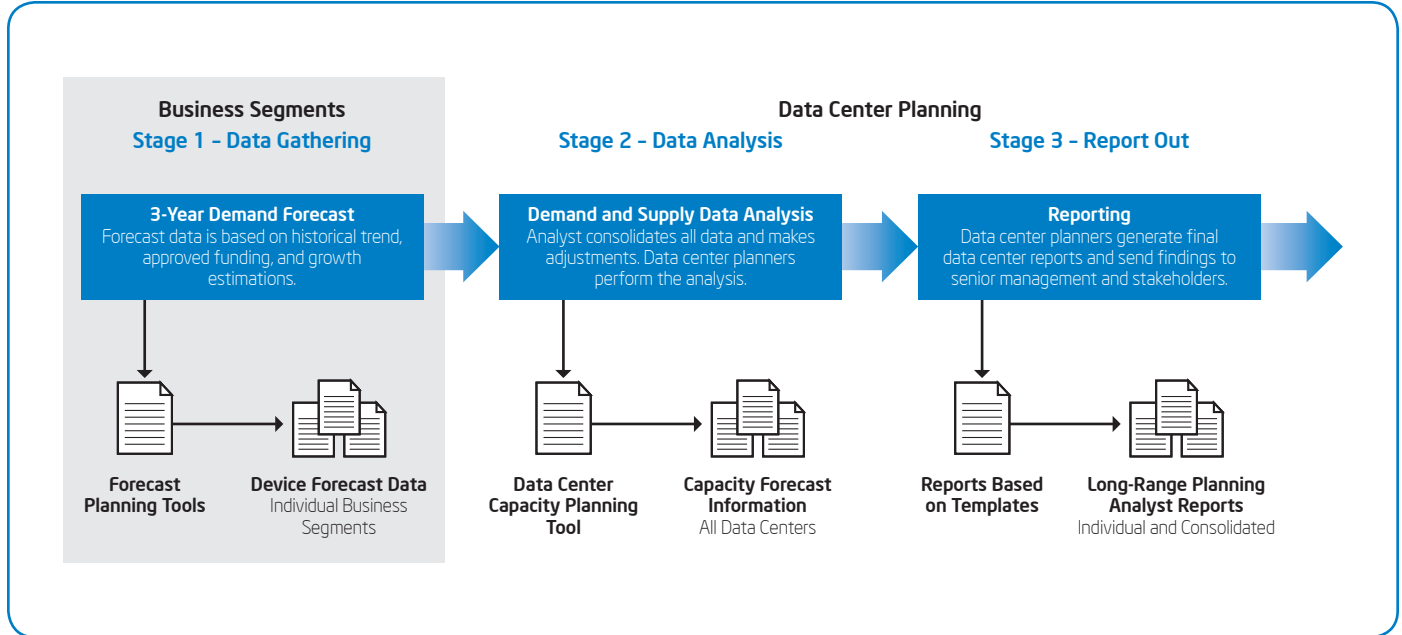 Business Segments
Stage 1 – Data Gathering
3-Year Demand Forecast
Forecast data is based on historical trend,
approved funding, and growth
estimations.
Forecast
Planning Tools
Device Forecast Data
Individual Business
Segments
Data Center Planning
Stage 2 – Data Analysis
Demand and Supply Data Analysis
Analyst consolidates all data and makes
adjustments. Data center planners
perform the analysis.
Data Center
Capacity Planning
Tool
Capacity Forecast
Information
All Data Centers
Stage 3 – Report Out
Reporting
Data center planners generate final
data center reports and send findings to
senior management and stakeholders.
Reports Based
on Templates
Long-Range Planning
Analyst Reports
Individual and Consolidated